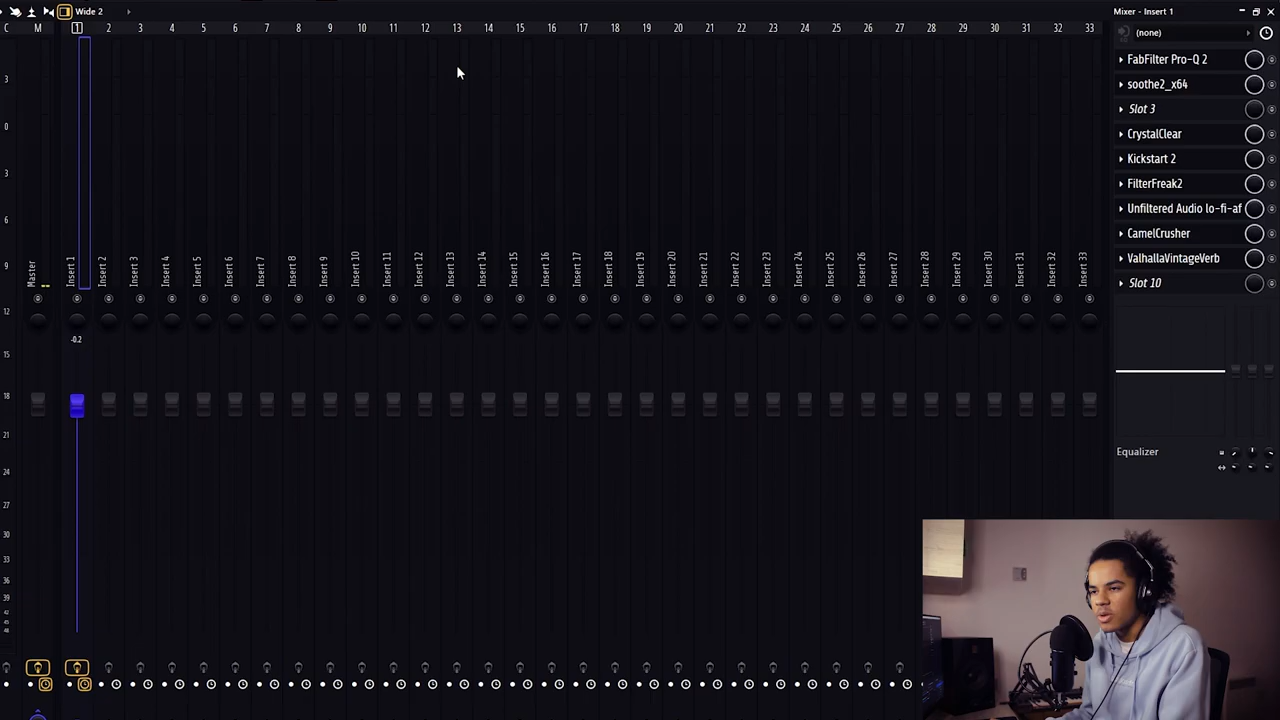 Wide 2
Mixer - Insert 1
C M 1 2 3 4 5 6 7 8 9 10 11 12 13 14 15 16 17 18 19 20 21 22 23 24 25 26 27 28 29 30 31 32 33
(none)
FabFilter Pro-Q 2
soothe2_x64
Slot 3
CrystalClear
Kickstart 2
FilterFreak2
Unfiltered Audio lo-fi-af
CamelCrusher
ValhallaVintageVerb
Slot 10
3
0
3
6
9
12
15
18
21
24
27
30
33
36
39
Master
Insert 1
Insert 2
Insert 3
Insert 4
Insert 5
Insert 6
Insert 7
Insert 8
Insert 9
Insert 10
Insert 11
Insert 12
Insert 13
Insert 14
Insert 15
Insert 16
Insert 17
Insert 18
Insert 19
Insert 20
Insert 21
Insert 22
Insert 23
Insert 24
Insert 25
Insert 26
Insert 27
Insert 28
Insert 29
Insert 30
Insert 31
Insert 32
Insert 33
-0.2
Equalizer